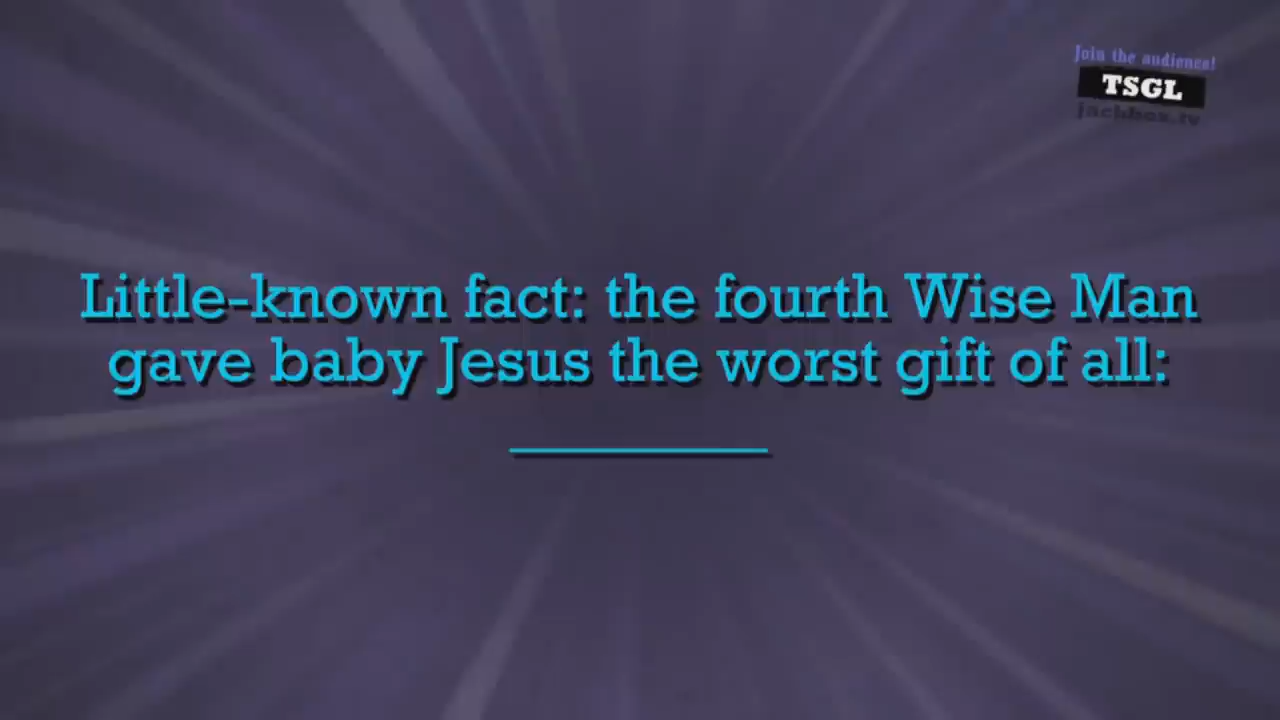 Join the audience!
TSGL
jackbox.tv
Little-known fact: the fourth Wise Man
gave baby Jesus the worst gift of all: